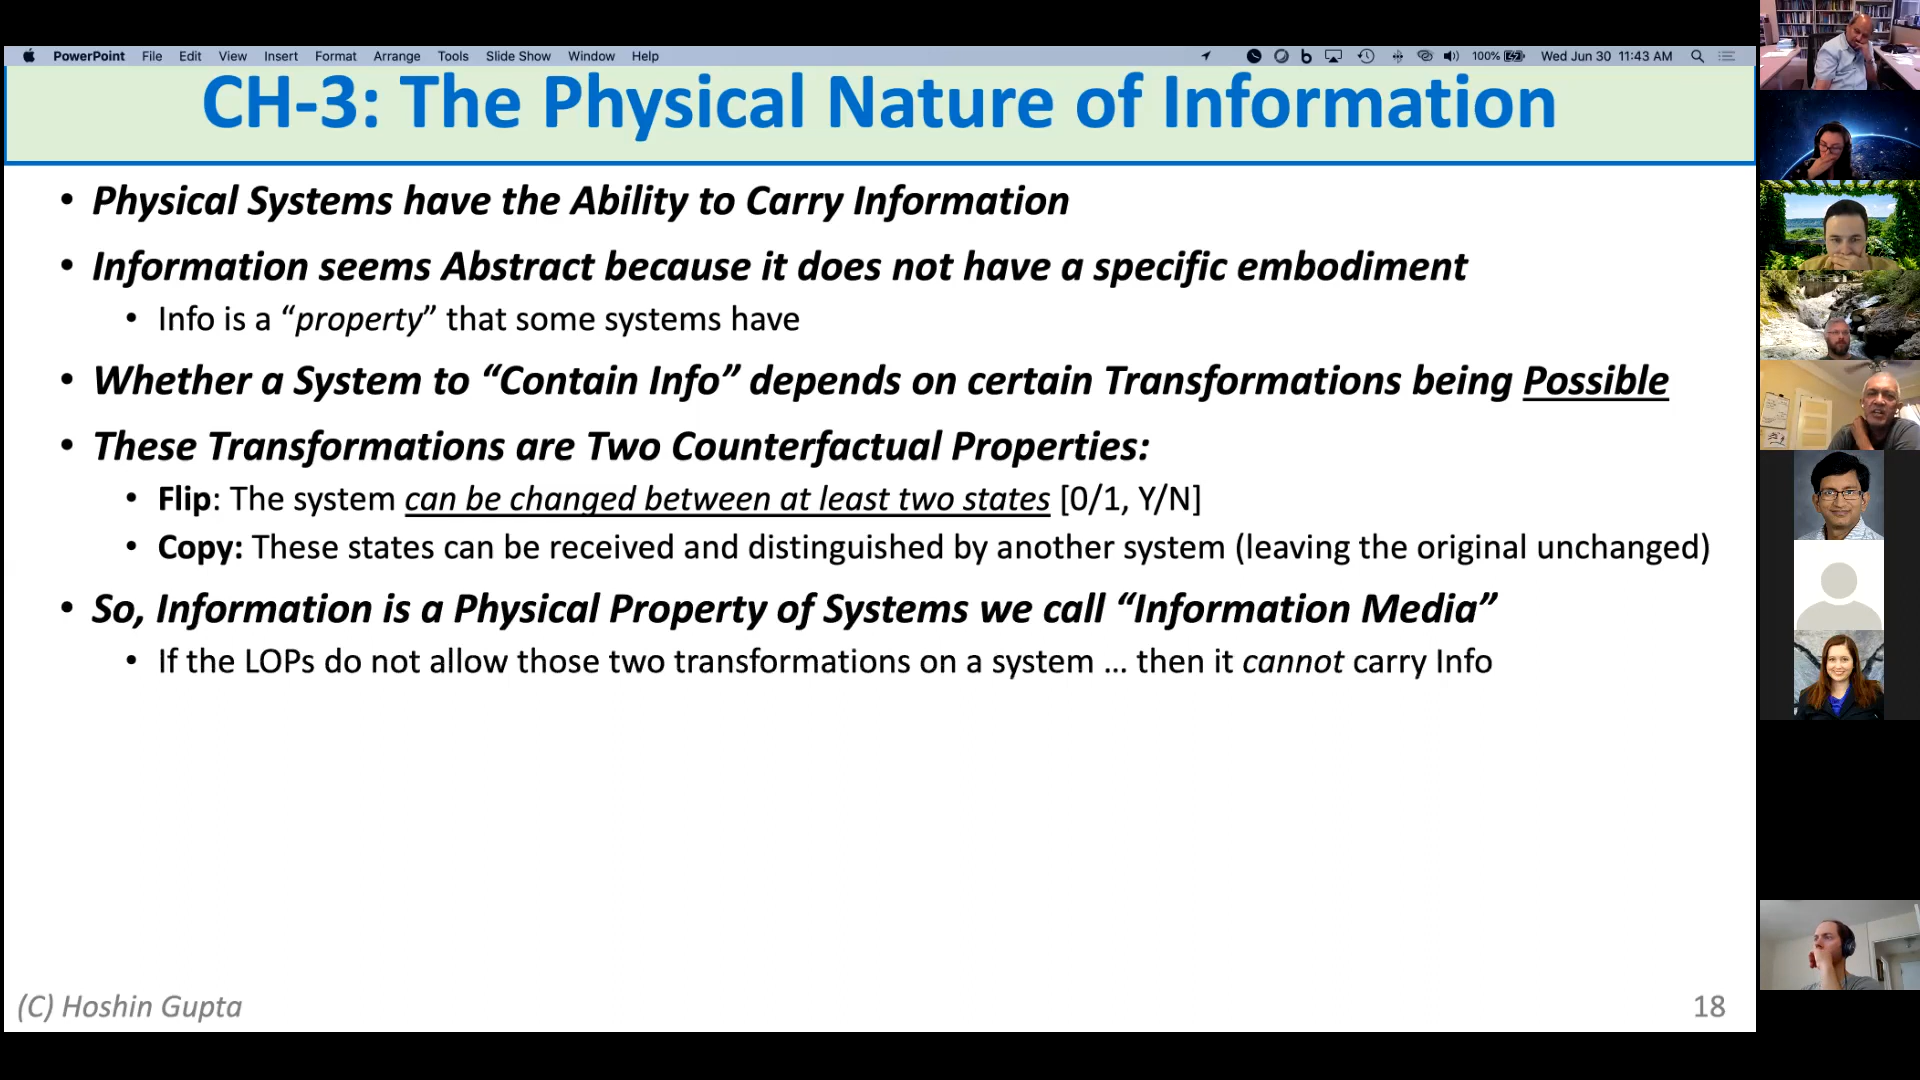 PowerPoint File Edit View Insert Format Arrange Tools Slide Show Window Help 100% Wed Jun 30 11:43 AM
CH-3: The Physical Nature of Information
• Physical Systems have the Ability to Carry Information
• Information seems Abstract because it does not have a specific embodiment
• Info is a “property” that some systems have
• Whether a System to “Contain Info” depends on certain Transformations being Possible
• These Transformations are Two Counterfactual Properties:
• Flip: The system can be changed between at least two states [0/1, Y/N]
• Copy: These states can be received and distinguished by another system (leaving the original unchanged)
• So, Information is a Physical Property of Systems we call “Information Media”
• If the LOPs do not allow those two transformations on a system … then it cannot carry Info
(C) Hoshin Gupta
18